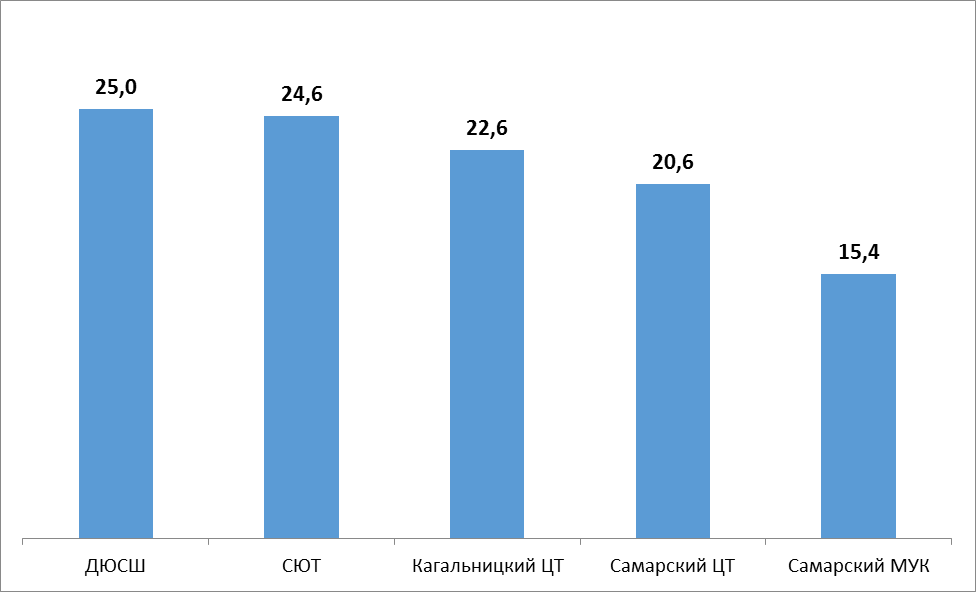 25,0
24,6
22,6
20,6
15,4
ДЮСШ
СЮТ
Кагальницкий ЦТ
Самарский ЦТ
Самарский МУК